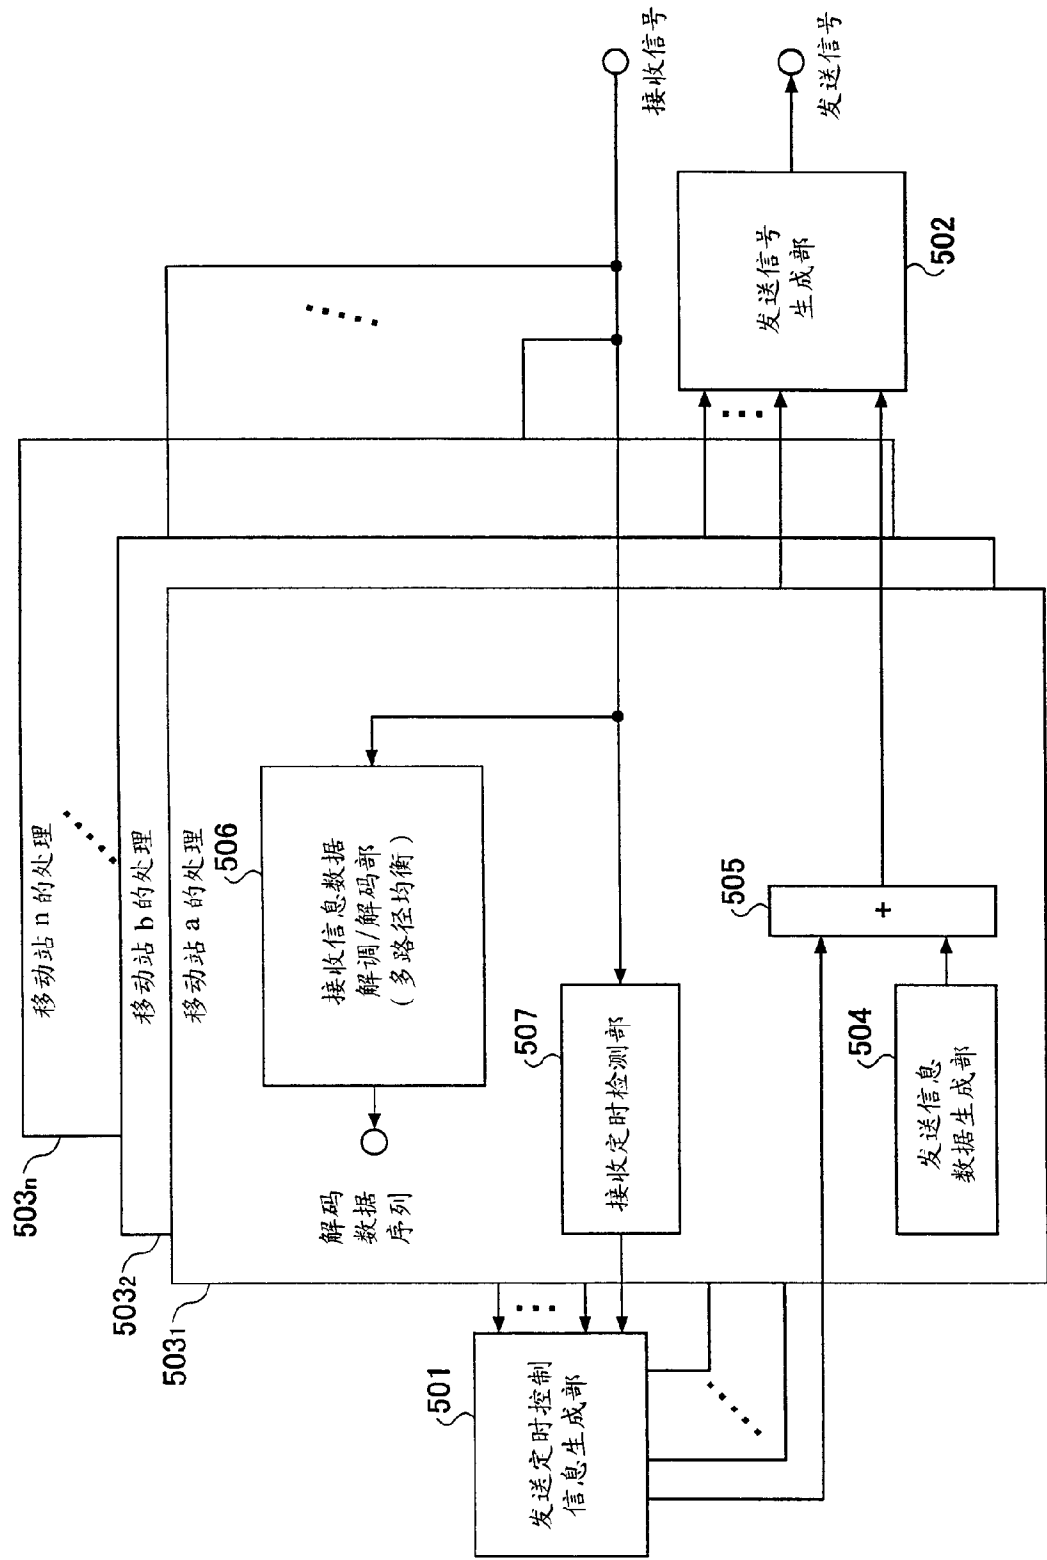 移动站n的处理
移动站b的处理
移动站a的处理
503n
5032
5031
506
接收信息数据
解调/解码部
(多路径均衡)
解码
数据
序列
507
接收定时检测部
501
发送定时控制
信息生成部
504
发送信息
数据生成部
505
+
502
发送信号
生成部
接收信号
发送信号